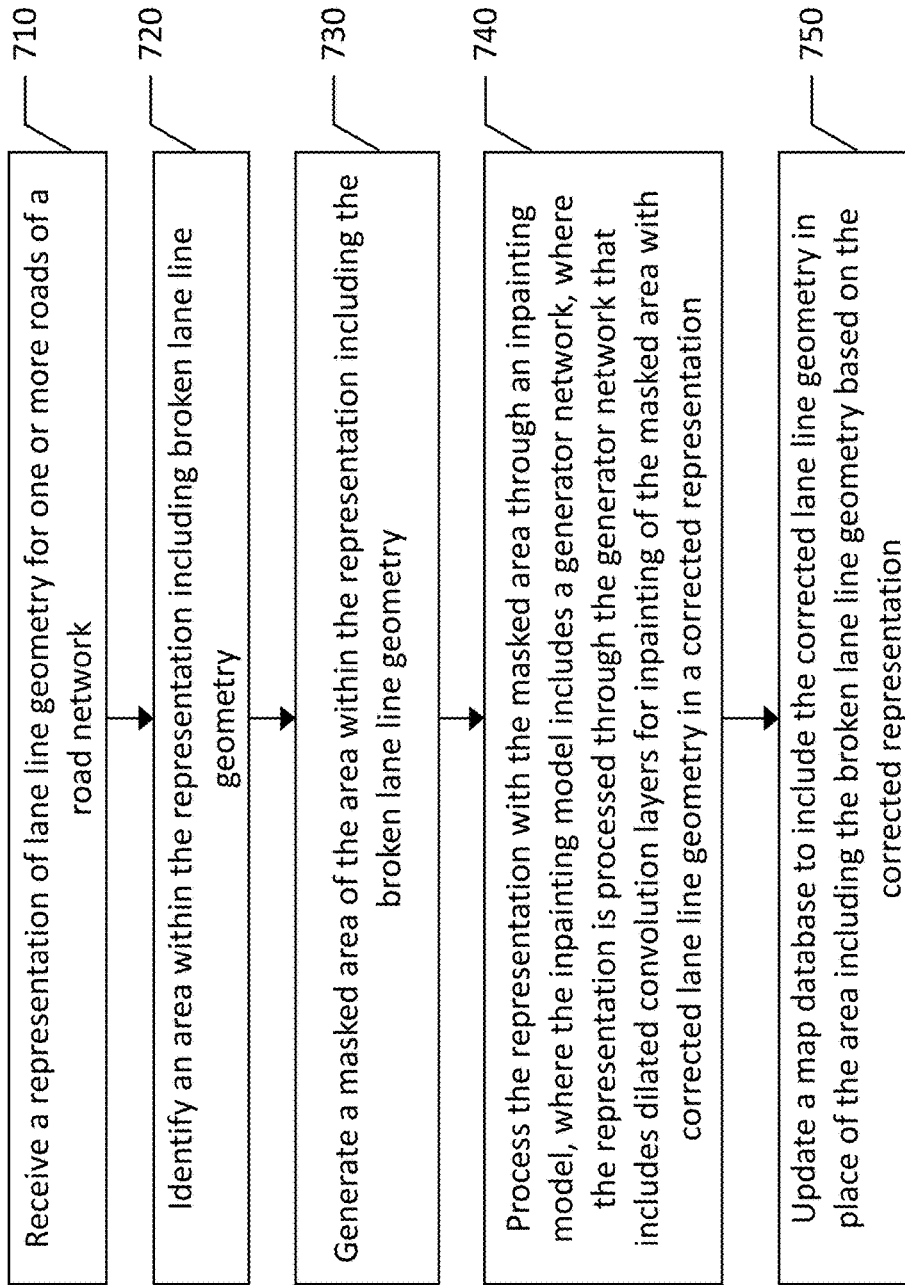 Receive a representation of lane line geometry for one or more roads of a
road network
710
Identify an area within the representation including broken lane line
geometry
720
Generate a masked area of the area within the representation including the
broken lane line geometry
730
Process the representation with the masked area through an inpainting
model, where the inpainting model includes a generator network, where
the representation is processed through the generator network that
includes dilated convolution layers for inpainting of the masked area with
corrected lane line geometry in a corrected representation
740
Update a map database to include the corrected lane line geometry in
place of the area including the broken lane line geometry based on the
corrected representation
750